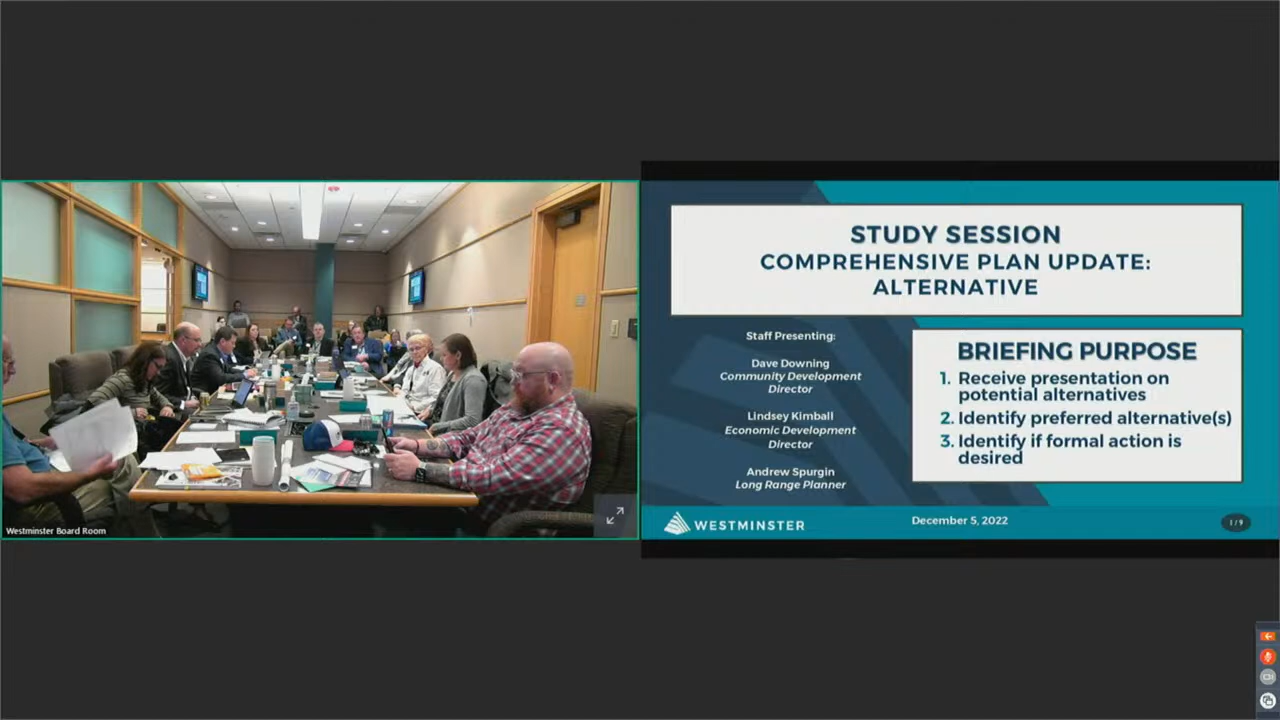 STUDY SESSION
COMPREHENSIVE PLAN UPDATE:
ALTERNATIVE
Staff Presenting:
Dave Downing
Community Development
Director
Lindsey Kimball
Economic Development
Director
Andrew Spurgin
Long Range Planner
BRIEFING PURPOSE
1. Receive presentation on
potential alternatives
2. Identify preferred alternative(s)
3. Identify if formal action is
desired
Westminster Board Room
WESTMINSTER
December 5, 2022
1 / 9